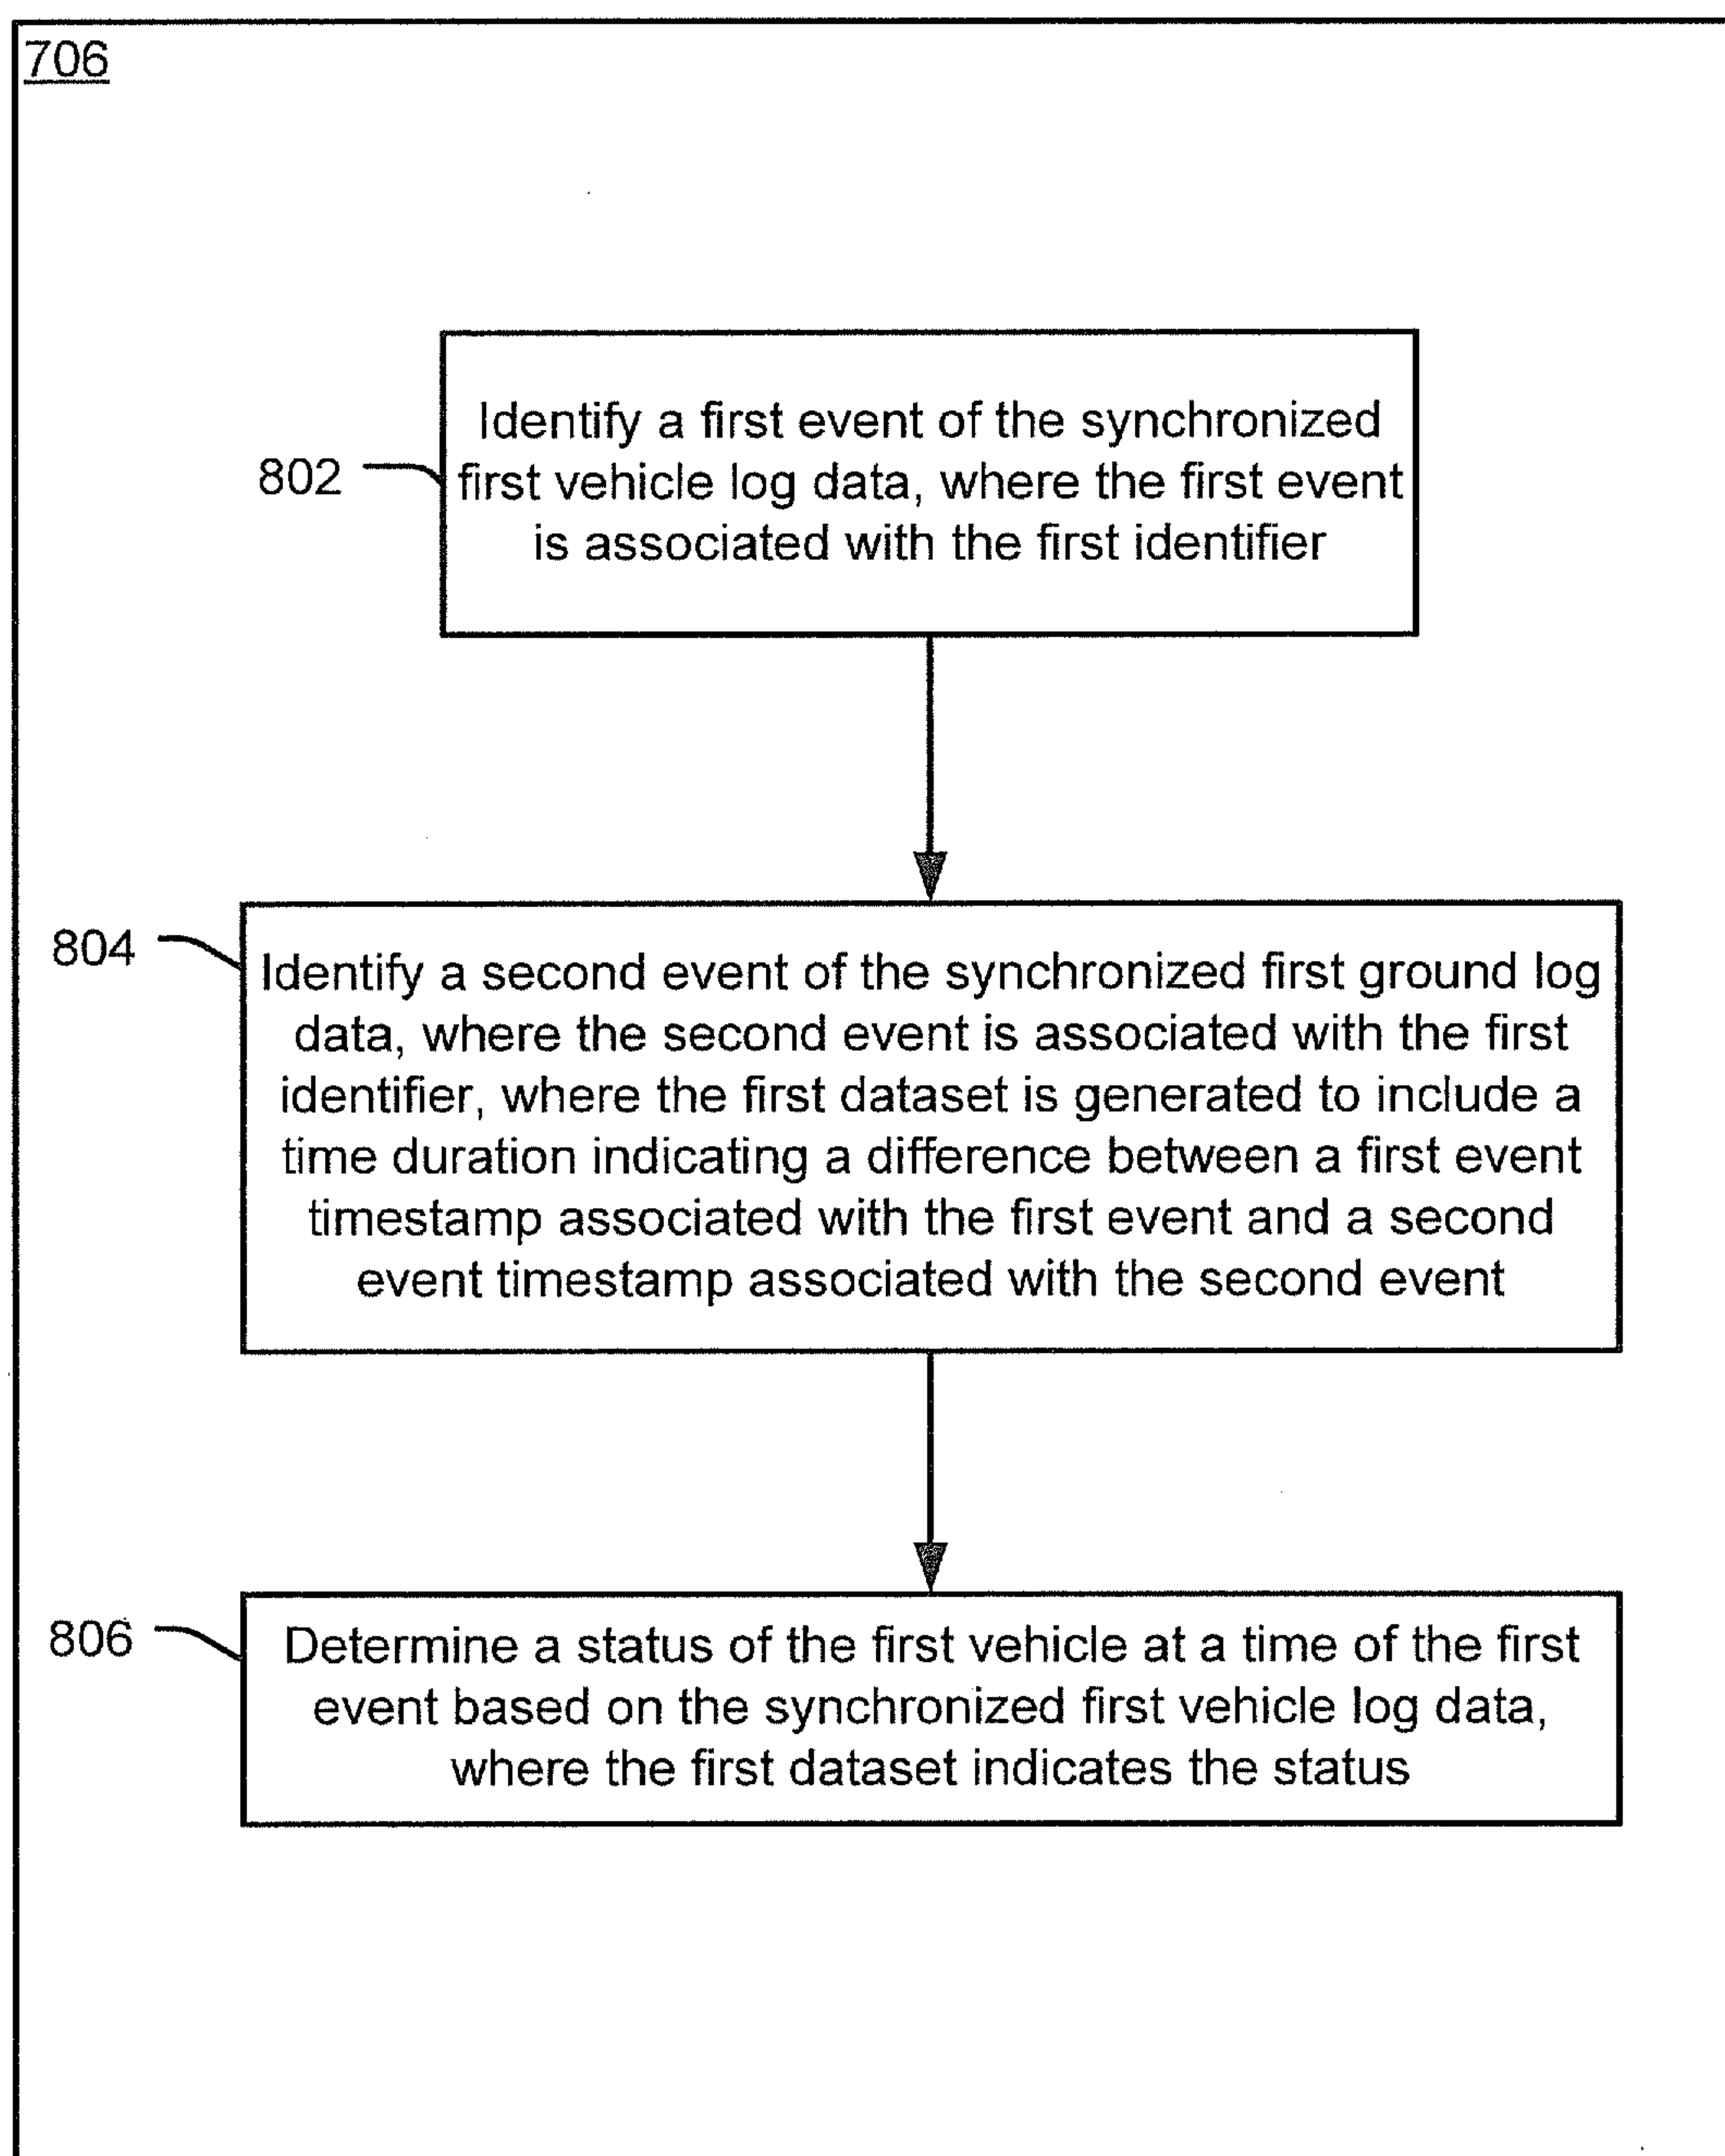 706
802
Identify a first event of the synchronized
first vehicle log data, where the first event
is associated with the first identifier
804
Identify a second event of the synchronized first ground log
data, where the second event is associated with the first
identifier, where the first dataset is generated to include a
time duration indicating a difference between a first event
timestamp associated with the first event and a second
event timestamp associated with the second event
806
Determine a status of the first vehicle at a time of the first
event based on the synchronized first vehicle log data,
where the first dataset indicates the status